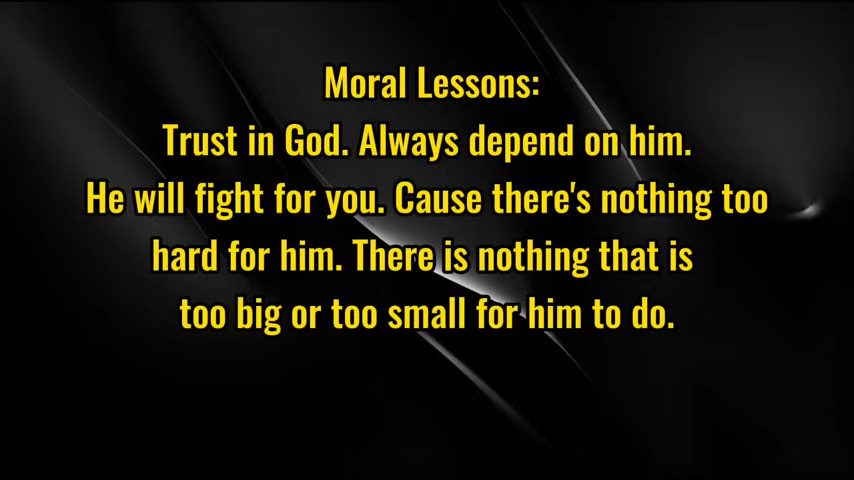 Moral Lessons:
Trust in God. Always depend on him.
He will fight for you. Cause there's nothing too
hard for him. There is nothing that is
too big or too small for him to do.